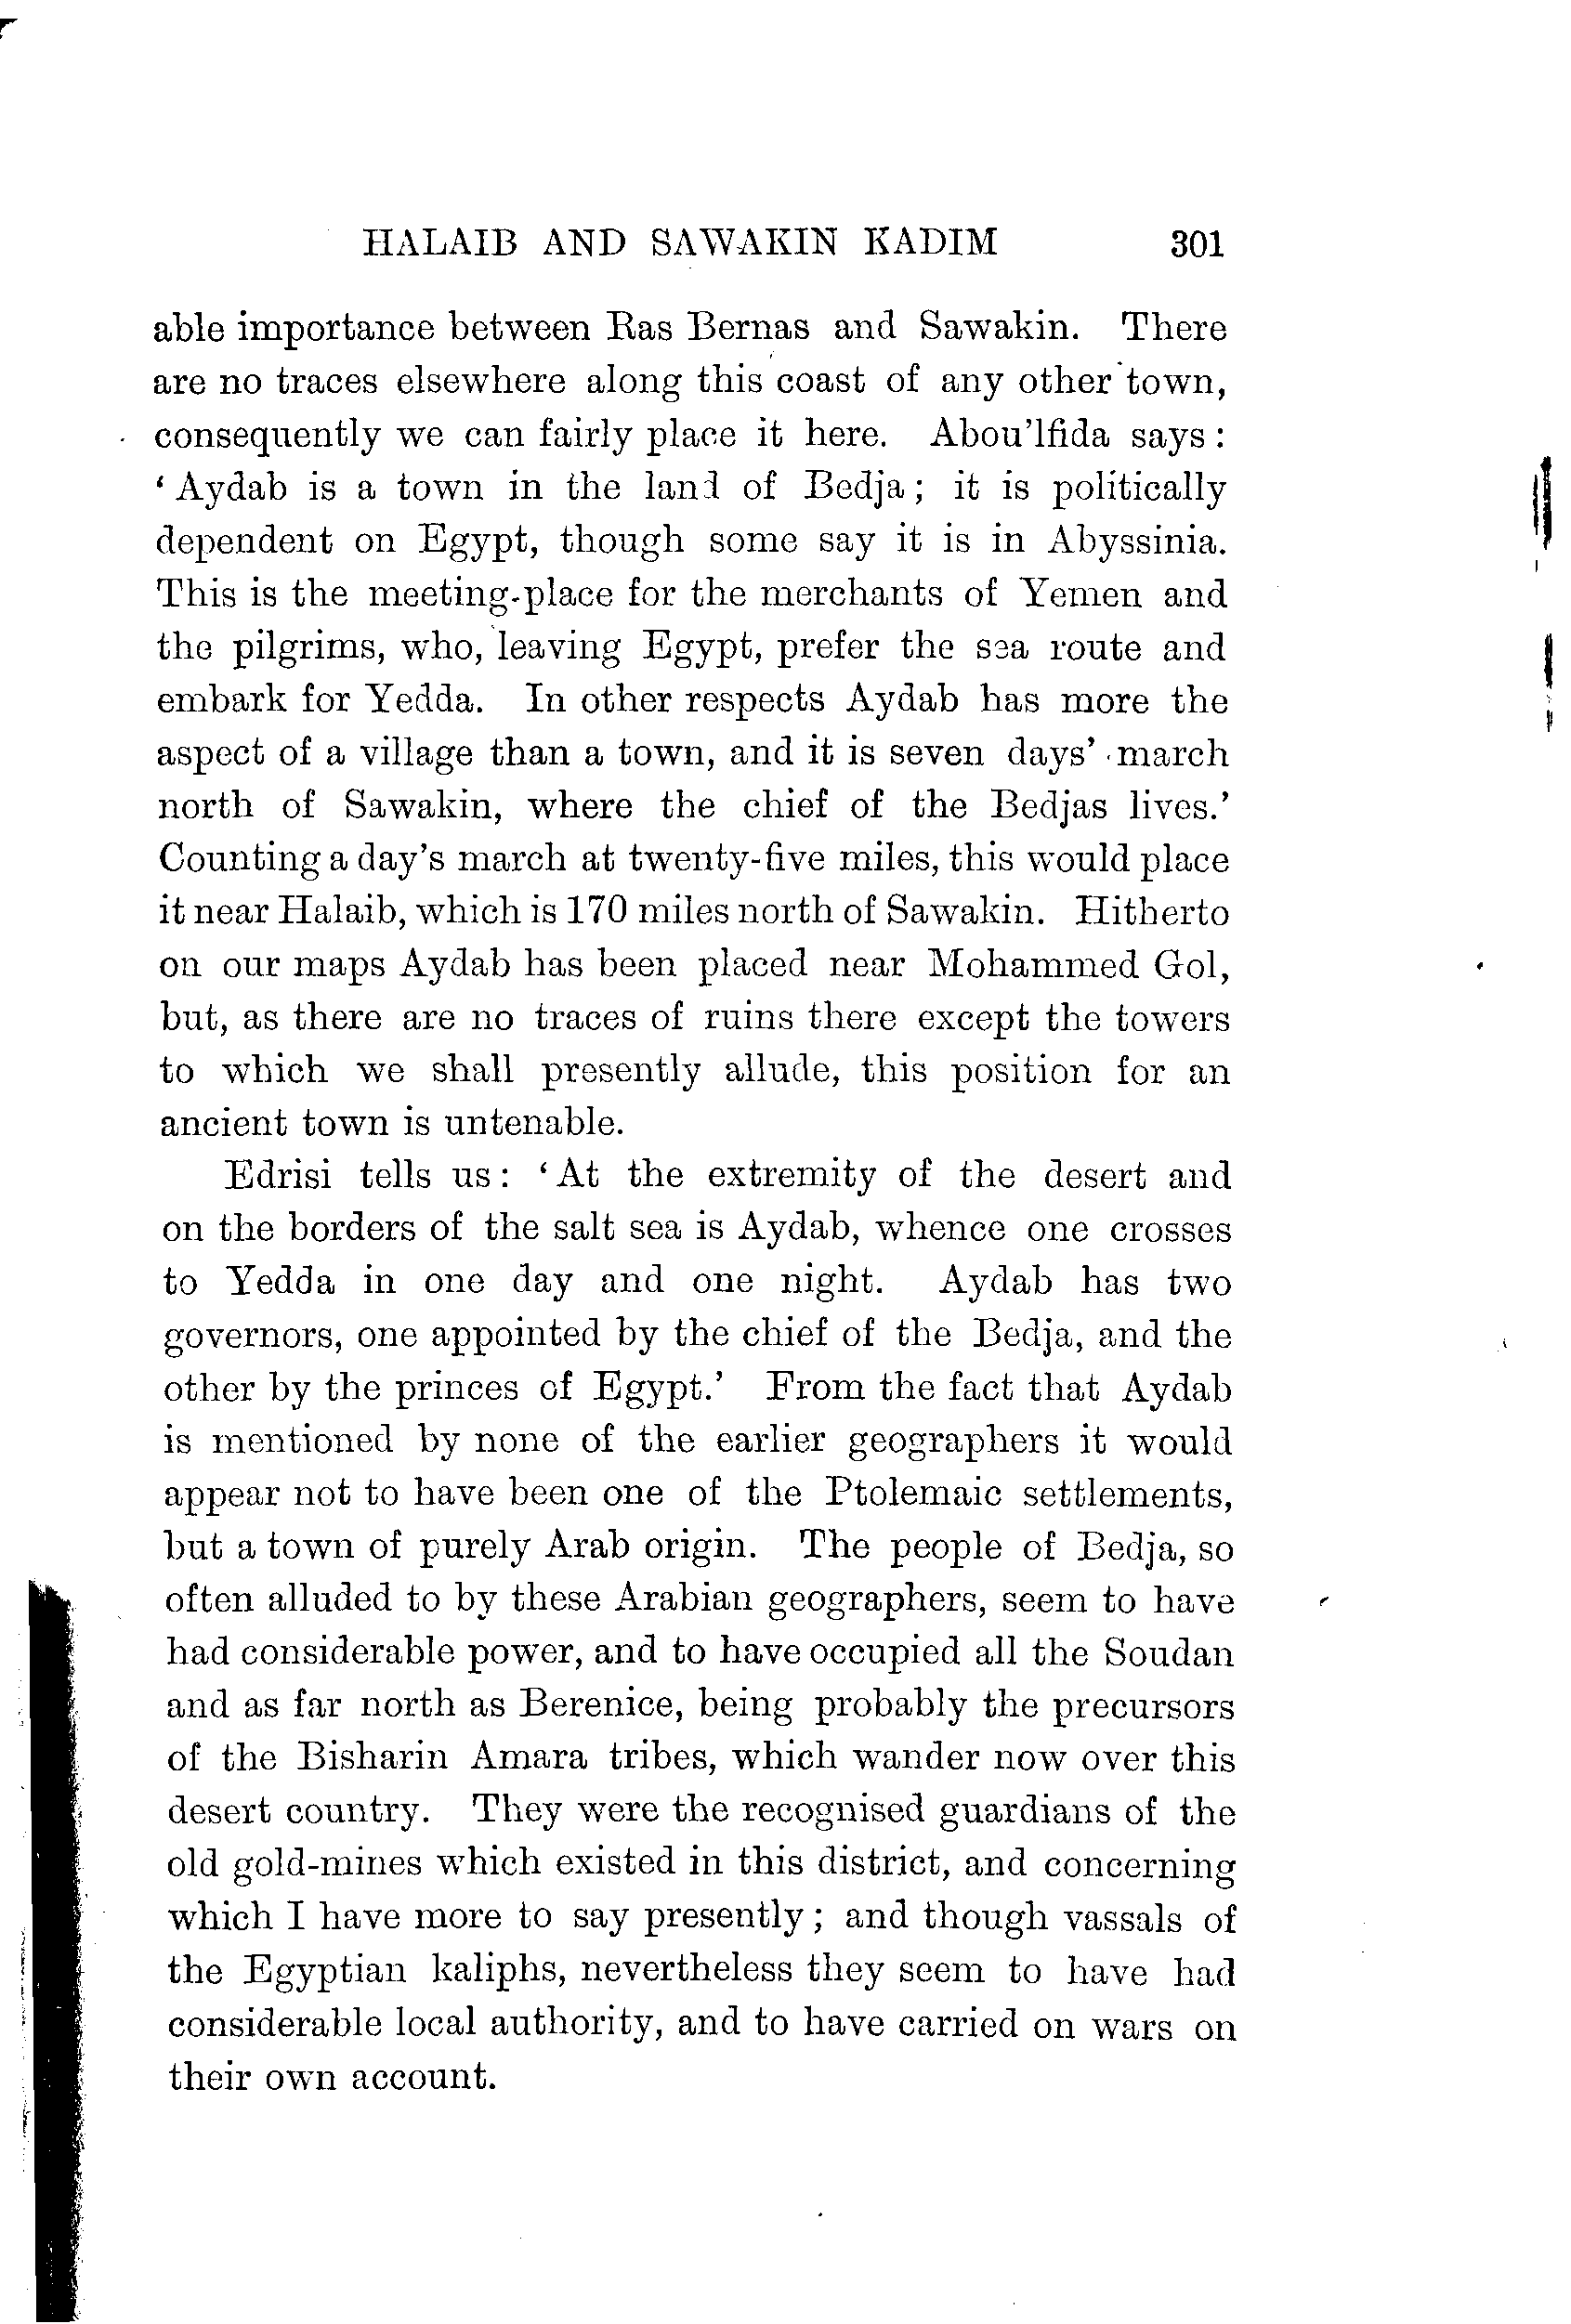 HALAIB AND SAWAKIN KADIM 301
able importance between Ras Bernas and Sawakin. There
are no traces elsewhere along this coast of any other town,
consequently we can fairly place it here. Abou'lfida says:
'Aydab is a town in the land of Bedja; it is politically
dependent on Egypt, though some say it is in Abyssinia.
This is the meeting-place for the merchants of Yemen and
the pilgrims, who, leaving Egypt, prefer the sea route and
embark for Yedda. In other respects Aydab has more the
aspect of a village than a town, and it is seven days' march
north of Sawakin, where the chief of the Bedjas lives.'
Counting a day's march at twenty-five miles, this would place
it near Halaib, which is 170 miles north of Sawakin. Hitherto
on our maps Aydab has been placed near Mohammed Gol,
but, as there are no traces of ruins there except the towers
to which we shall presently allude, this position for an
ancient town is untenable.
Edrisi tells us: 'At the extremity of the desert and
on the borders of the salt sea is Aydab, whence one crosses
to Yedda in one day and one night. Aydab has two
governors, one appointed by the chief of the Bedja, and the
other by the princes of Egypt.' From the fact that Aydab
is mentioned by none of the earlier geographers it would
appear not to have been one of the Ptolemaic settlements,
but a town of purely Arab origin. The people of Bedja, so
often alluded to by these Arabian geographers, seem to have
had considerable power, and to have occupied all the Soudan
and as far north as Berenice, being probably the precursors
of the Bisharin Amara tribes, which wander now over this
desert country. They were the recognised guardians of the
old gold-mines which existed in this district, and concerning
which I have more to say presently; and though vassals of
the Egyptian kaliphs, nevertheless they seem to have had
considerable local authority, and to have carried on wars on
their own account.